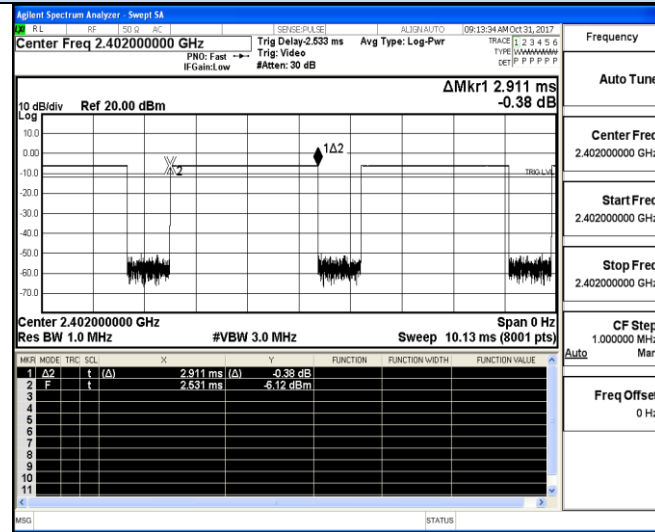 Agilent Spectrum Analyzer - Swept SA
RL RF 50 Ω AC SENSE:PULSE ALIGNAUTO 09:13:34 AM Oct 31, 2017
Center Freq 2.402000000 GHz
PNO: Fast
IFGain:Low
Trig Delay-2.533 ms
Trig: Video
#Atten: 30 dB
Avg Type: Log-Pwr
TRACE 1 2 3 4 5 6
TYPE WWWWWW
DET P P P P P P
ΔMkr1 2.911 ms
-0.38 dB
10 dB/div Ref 20.00 dBm
Log
10.0
0.00
-10.0
-20.0
-30.0
-40.0
-50.0
-60.0
-70.0
1Δ2
2
TRIG LVL
Center 2.402000000 GHz Span 0 Hz
Res BW 1.0 MHz #VBW 3.0 MHz Sweep 10.13 ms (8001 pts)
MKR MODE TRC SCL X Y FUNCTION FUNCTION WIDTH FUNCTION VALUE
1 Δ2 t (Δ) 2.911 ms (Δ) -0.38 dB
2 F t 2.531 ms -6.12 dBm
3
4
5
6
7
8
9
10
11
MSG STATUS
Frequency
Auto Tune
Center Freq
2.402000000 GHz
Start Freq
2.402000000 GHz
Stop Freq
2.402000000 GHz
CF Step
1.000000 MHz
Auto Man
Freq Offset
0 Hz